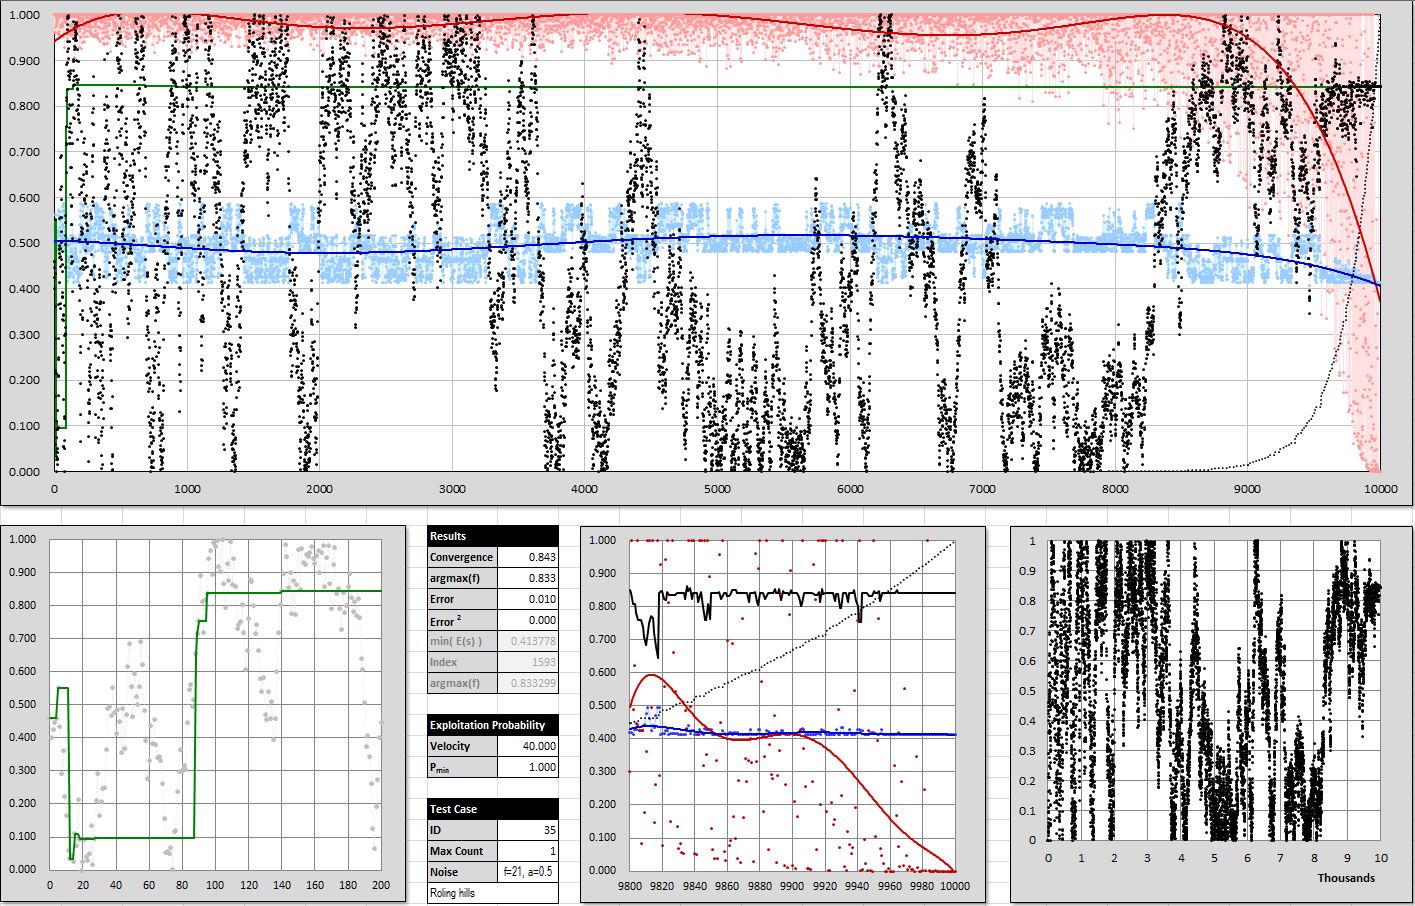 1.000
0.900
0.800
0.700
0.600
0.500
0.400
0.300
0.200
0.100
0.000
0 1000 2000 3000 4000 5000 6000 7000 8000 9000 10000
1.000
0.900
0.800
0.700
0.600
0.500
0.400
0.300
0.200
0.100
0.000
0 20 40 60 80 100 120 140 160 180 200
Results
Convergence 0.843
argmax(f) 0.833
Error 0.010
Error 2 0.000
min( E(s) ) 0.413778
Index 1593
argmax(f) 0.833299
Exploitation Probability
Velocity 40.000
Pmin 1.000
Test Case
ID 35
Max Count 1
Noise f=21, a=0.5
Roling hills
1.000
0.900
0.800
0.700
0.600
0.500
0.400
0.300
0.200
0.100
0.000
9800 9820 9840 9860 9880 9900 9920 9940 9960 9980 10000
1
0.9
0.8
0.7
0.6
0.5
0.4
0.3
0.2
0.1
0
0 1 2 3 4 5 6 7 8 9 10
Thousands